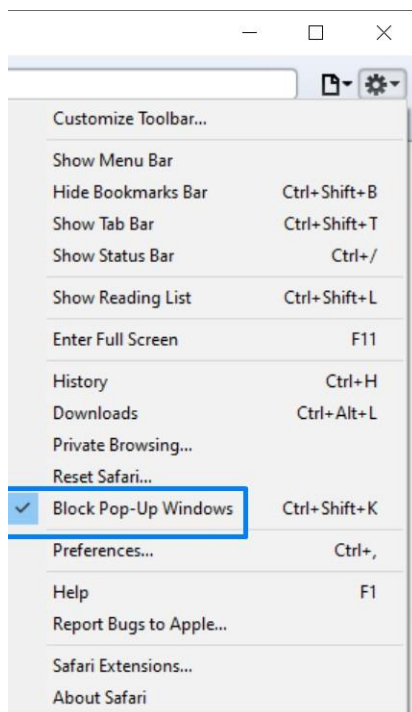 Customize Toolbar...
Show Menu Bar
Hide Bookmarks Bar Ctrl+Shift+B
Show Tab Bar Ctrl+Shift+T
Show Status Bar Ctrl+/
Show Reading List Ctrl+Shift+L
Enter Full Screen F11
History Ctrl+H
Downloads Ctrl+Alt+L
Private Browsing...
Reset Safari...
Block Pop-Up Windows Ctrl+Shift+K
Preferences... Ctrl+,
Help F1
Report Bugs to Apple...
Safari Extensions...
About Safari